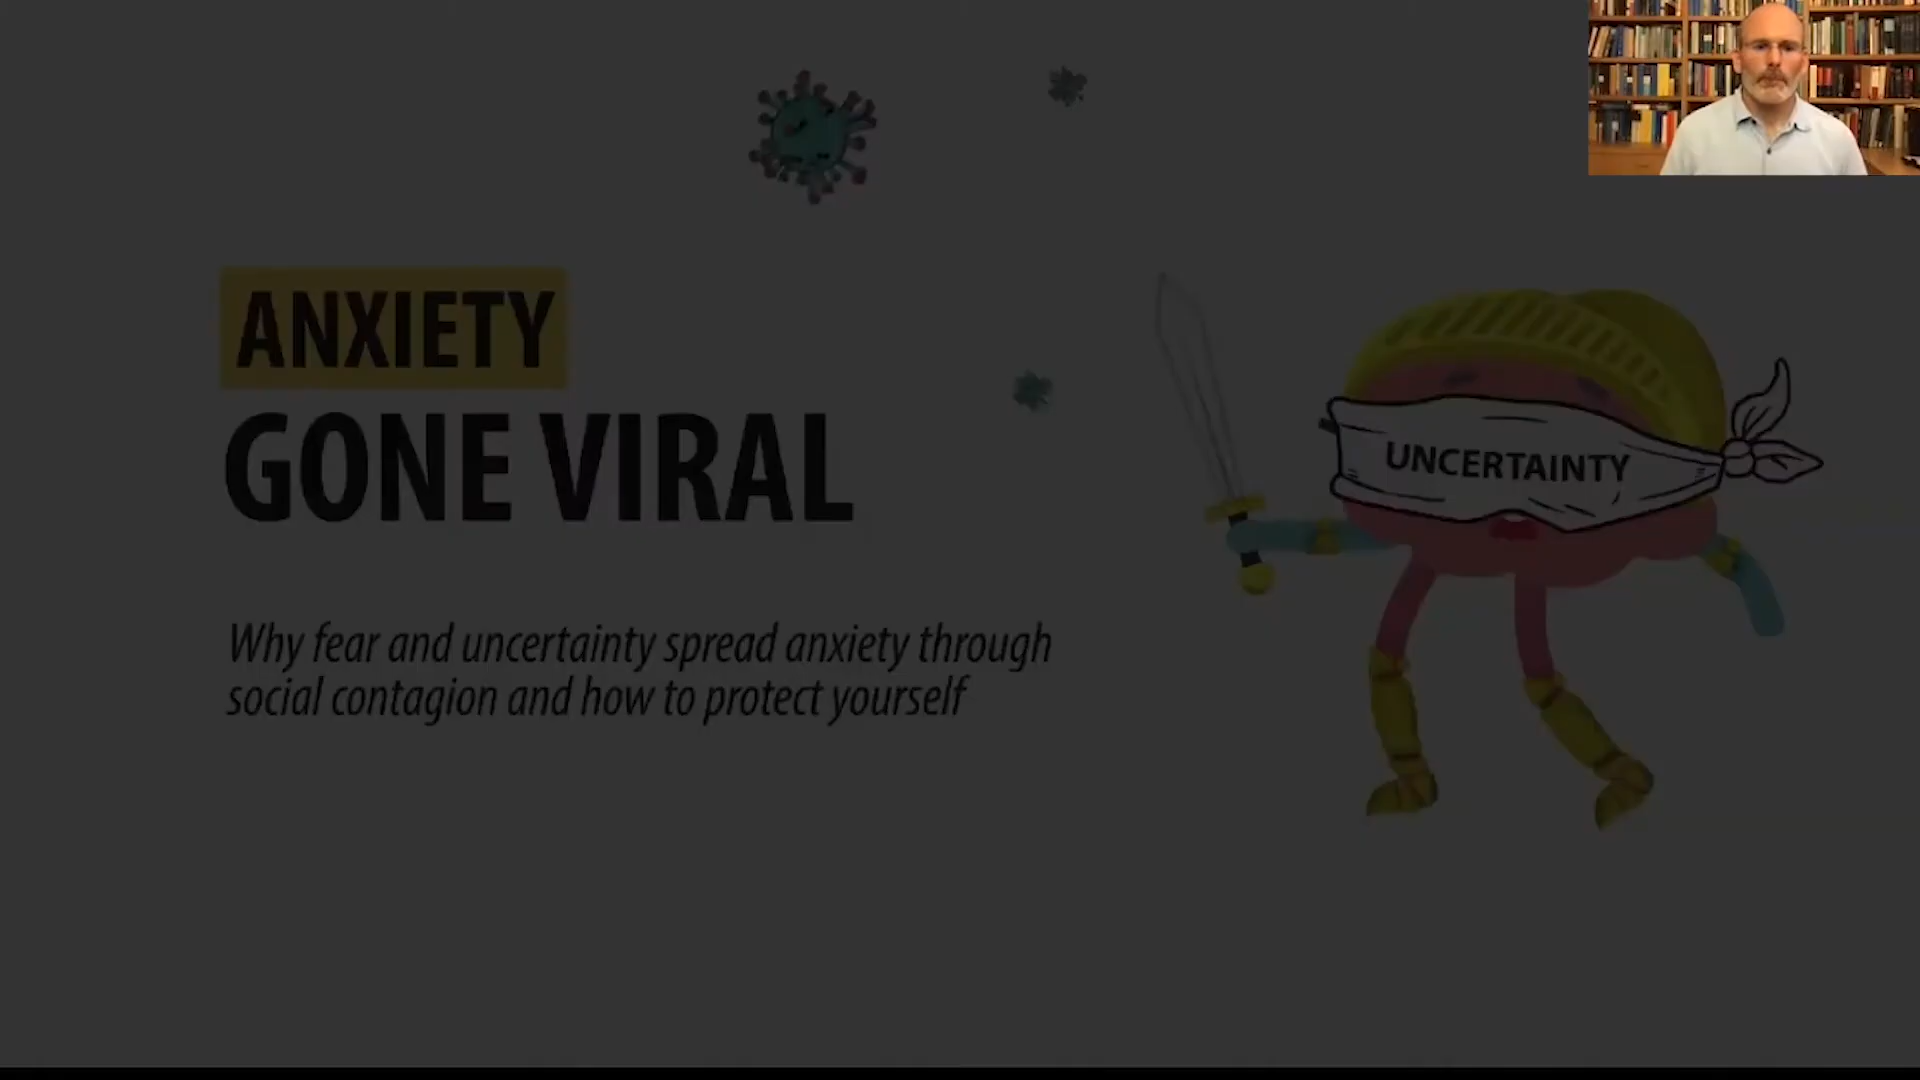 ANXIETY
GONE VIRAL
UNCERTAINTY
Why fear and uncertainty spread anxiety through
social contagion and how to protect yourself